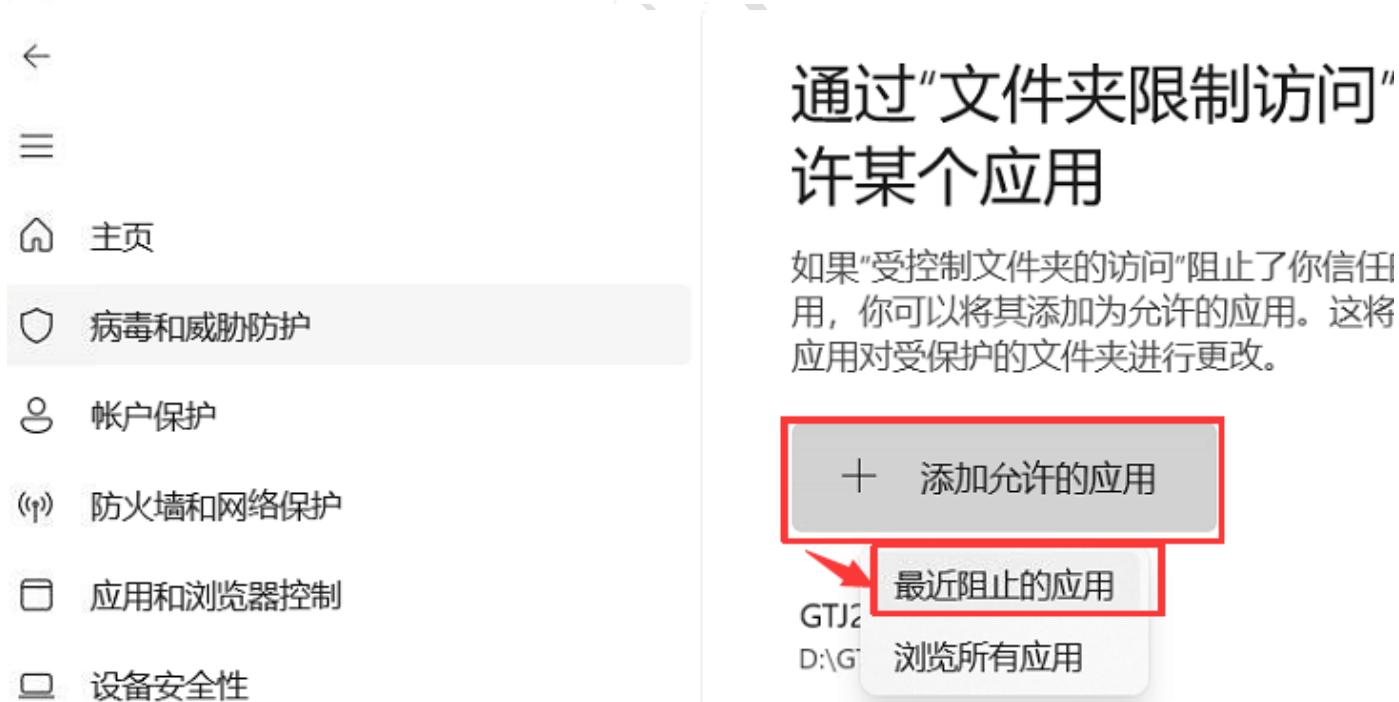 主页
病毒和威胁防护
帐户保护
防火墙和网络保护
应用和浏览器控制
设备安全性
通过“文件夹限制访问”
许某个应用
如果“受控制文件夹的访问”阻止了你信任
用，你可以将其添加为允许的应用。这将
应用对受保护的文件夹进行更改。
添加允许的应用
最近阻止的应用
GTJ2
D:\G
浏览所有应用